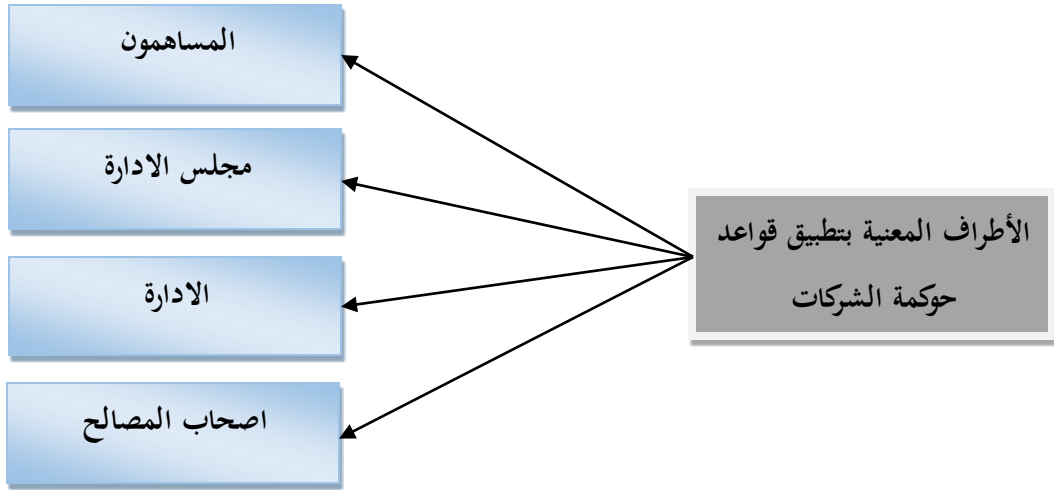 الأطراف المعنية بتطبيق قواعد
حوكمة الشركات
المساهمون
مجلس الادارة
الادارة
اصحاب المصالح